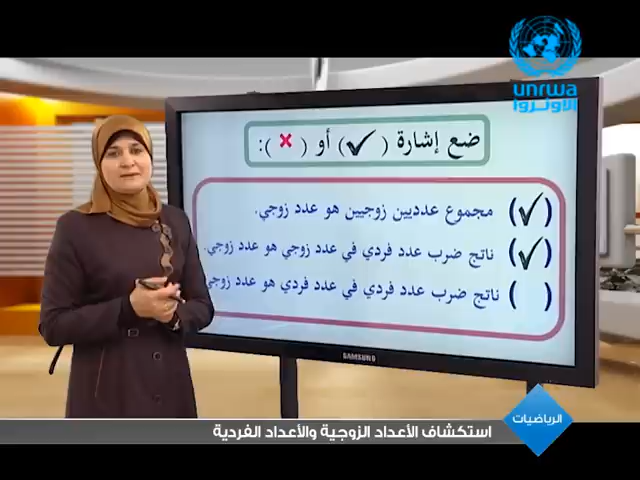 unrwa
الأونروا
ضع إشارة ( ✓ ) أو ( × ) :
(✓) مجموع عدديين زوجيين هو عدد زوجي.
(✓) ناتج ضرب عدد فردي في عدد زوجي هو عدد زوجي.
( ) ناتج ضرب عدد فردي في عدد فردي هو عدد زوجي.
SAMSUNG
الرياضيات
استكشاف الأعداد الزوجية والأعداد الفردية